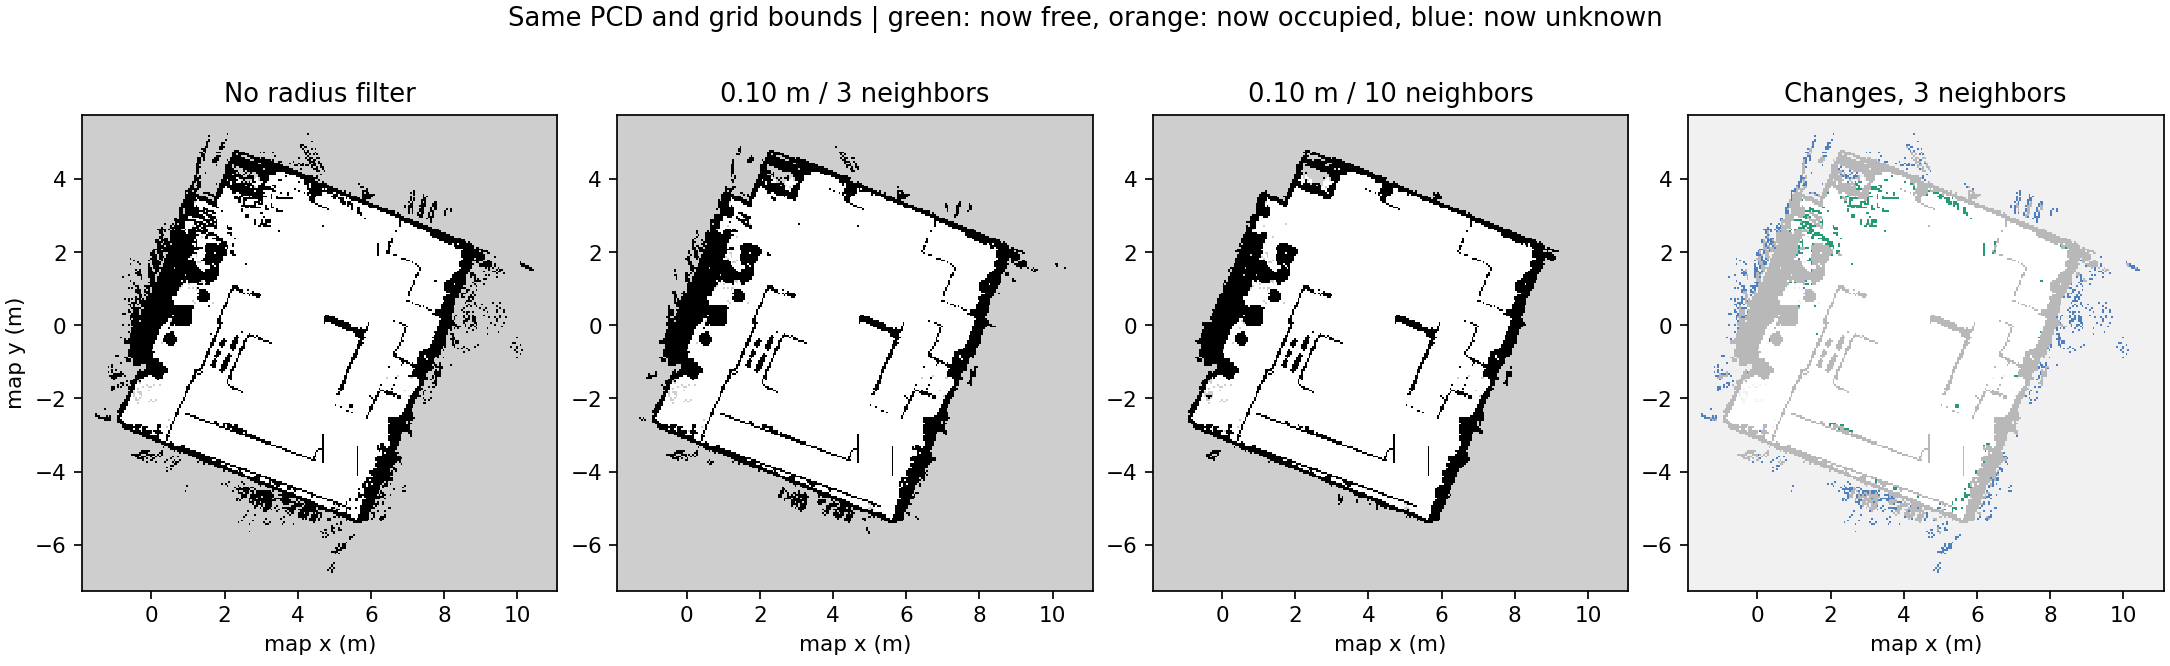 Same PCD and grid bounds | green: now free, orange: now occupied, blue: now unknown
No radius filter
0.10 m / 3 neighbors
0.10 m / 10 neighbors
Changes, 3 neighbors
map y (m)
4
2
0
−2
−4
−6
0 2 4 6 8 10
map x (m)
4
2
0
−2
−4
−6
0 2 4 6 8 10
map x (m)
4
2
0
−2
−4
−6
0 2 4 6 8 10
map x (m)
4
2
0
−2
−4
−6
0 2 4 6 8 10
map x (m)